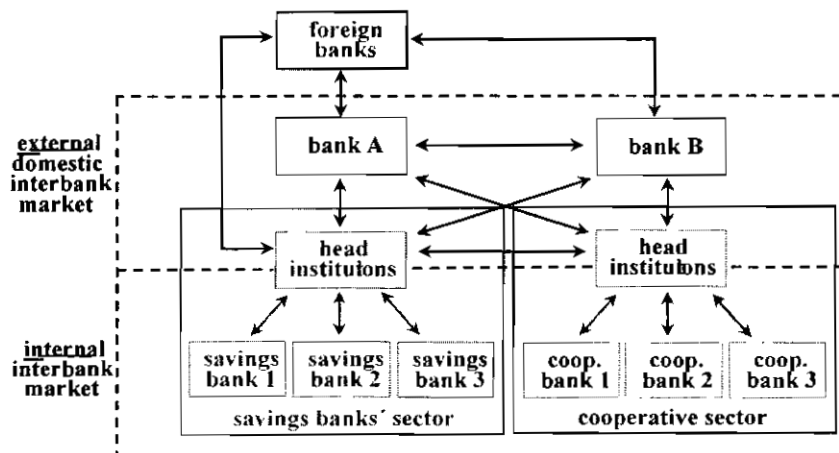 foreign
banks
external
domestic
interbank
market
bank A
bank B
head
institutons
head
institutons
internal
interbank
market
savings
bank 1
savings
bank 2
savings
bank 3
coop.
bank 1
coop.
bank 2
coop.
bank 3
savings banks´ sector
cooperative sector